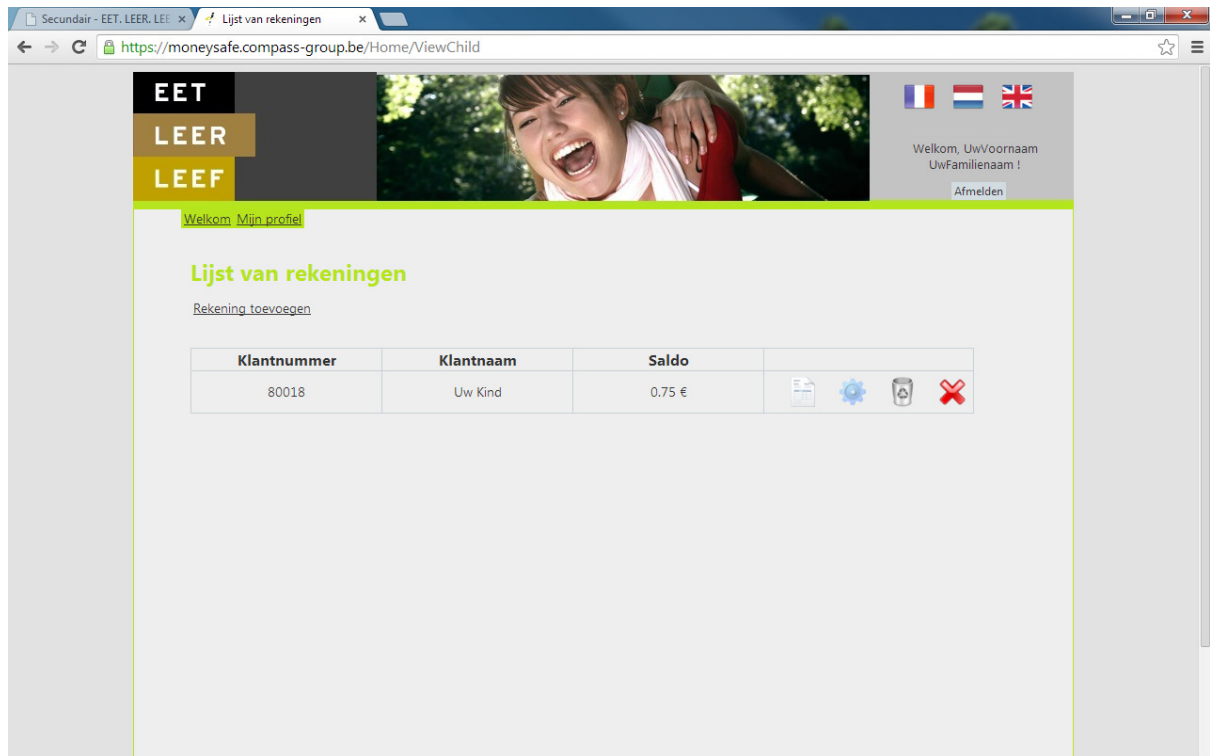 Secundair - EET. LEER. LEE
Lijst van rekeningen
https://moneysafe.compass-group.be/Home/ViewChild
EET
LEER
LEEF
Welkom, UwVoornaam
UwFamilienaam !
Afmelden
Welkom Mijn profiel
Lijst van rekeningen
Rekening toevoegen
Klantnummer Klantnaam Saldo
80018 Uw Kind 0.75 €